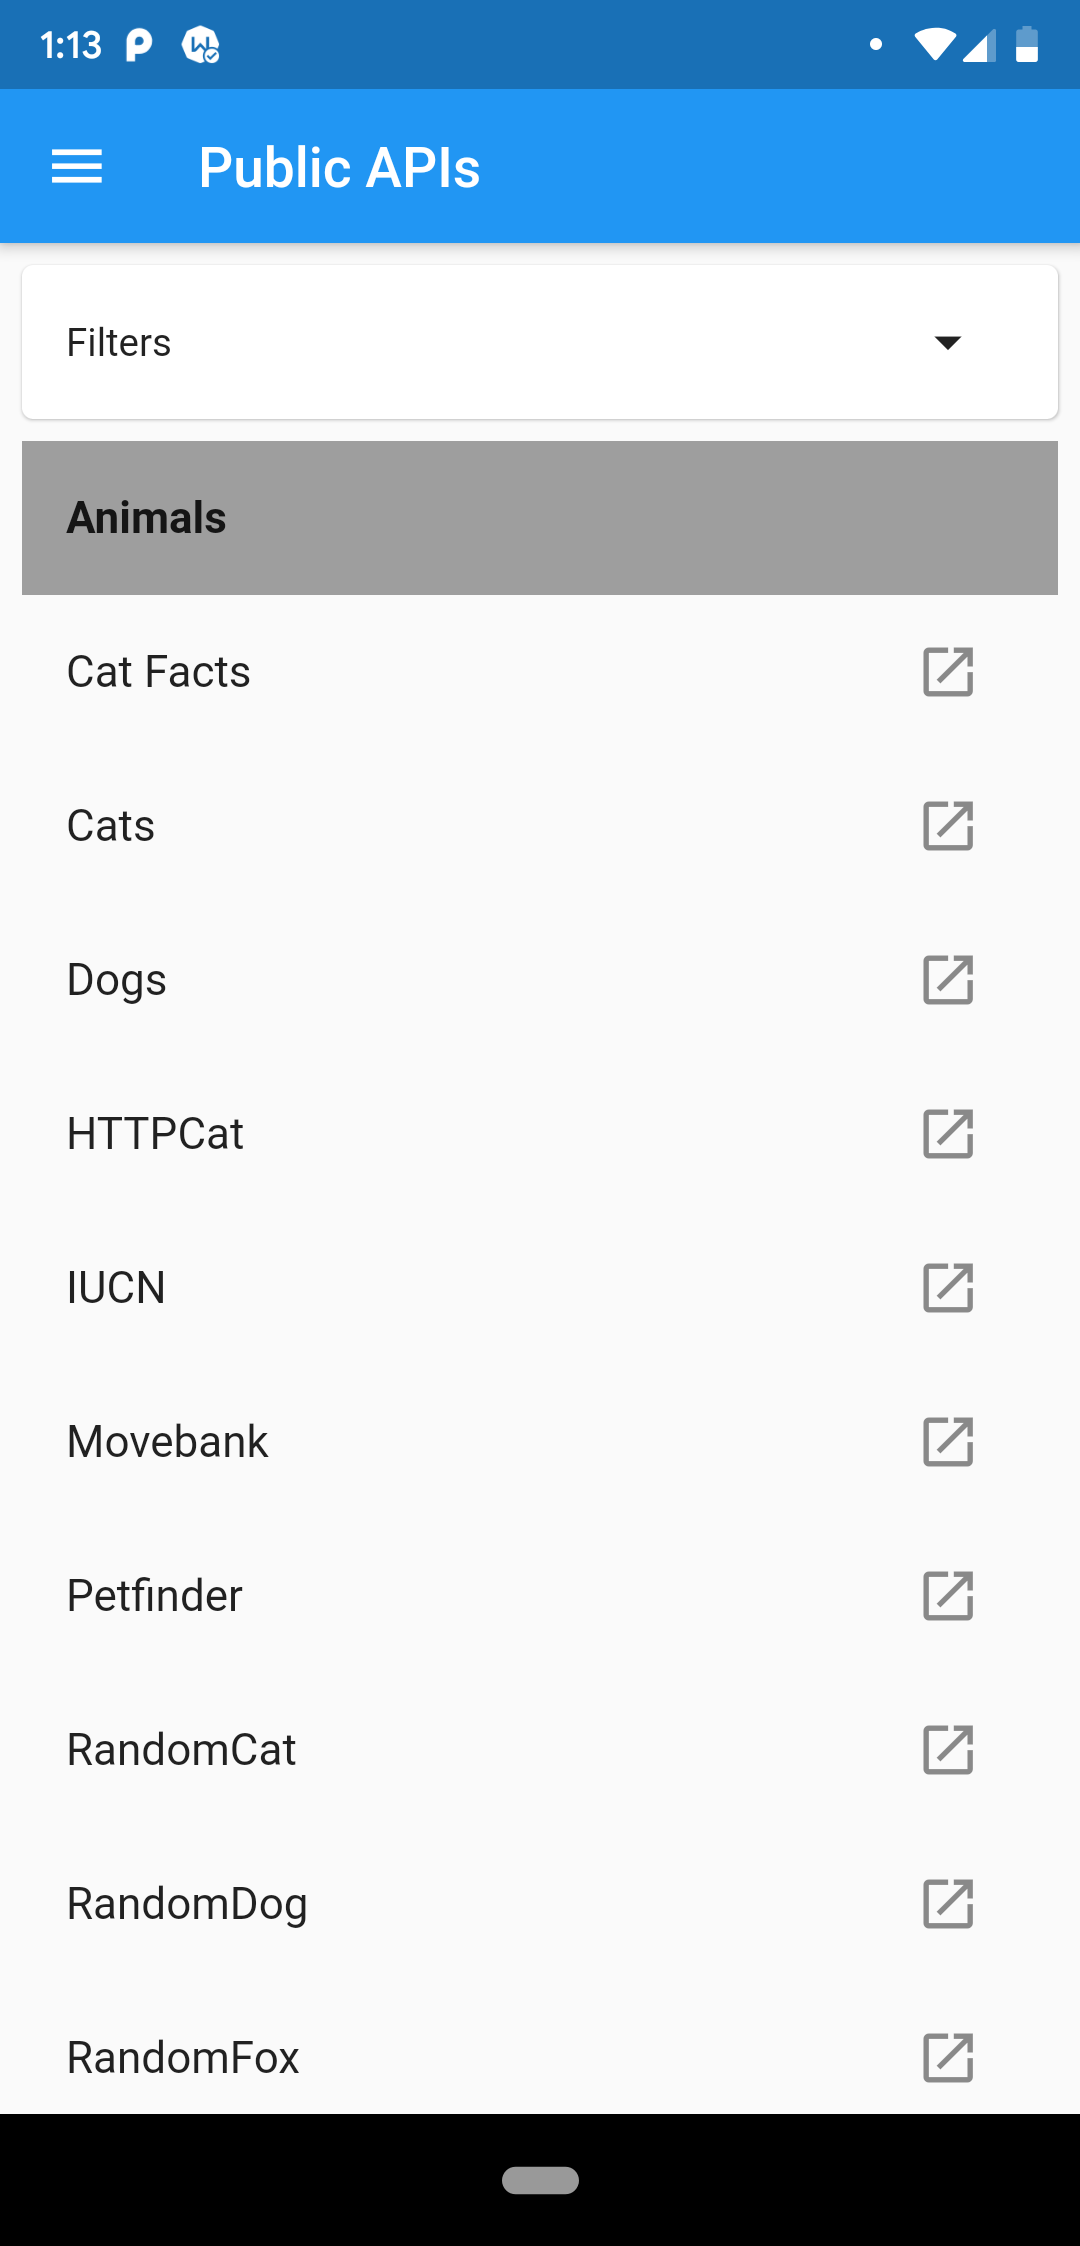 1:13
Public APIs
Filters
Animals
Cat Facts
Cats
Dogs
HTTPCat
IUCN
Movebank
Petfinder
RandomCat
RandomDog
RandomFox